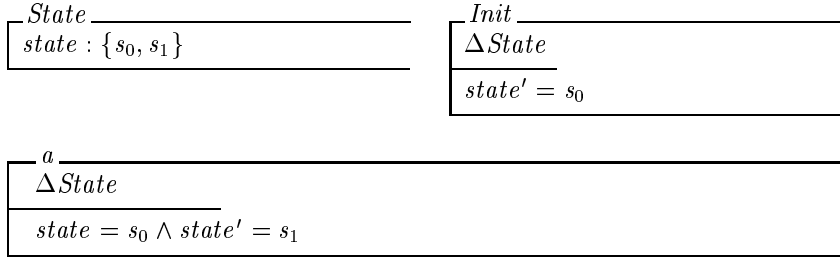 State
state : {s₀, s₁}
Init
ΔState
state′ = s₀
a
ΔState
state = s₀ ∧ state′ = s₁